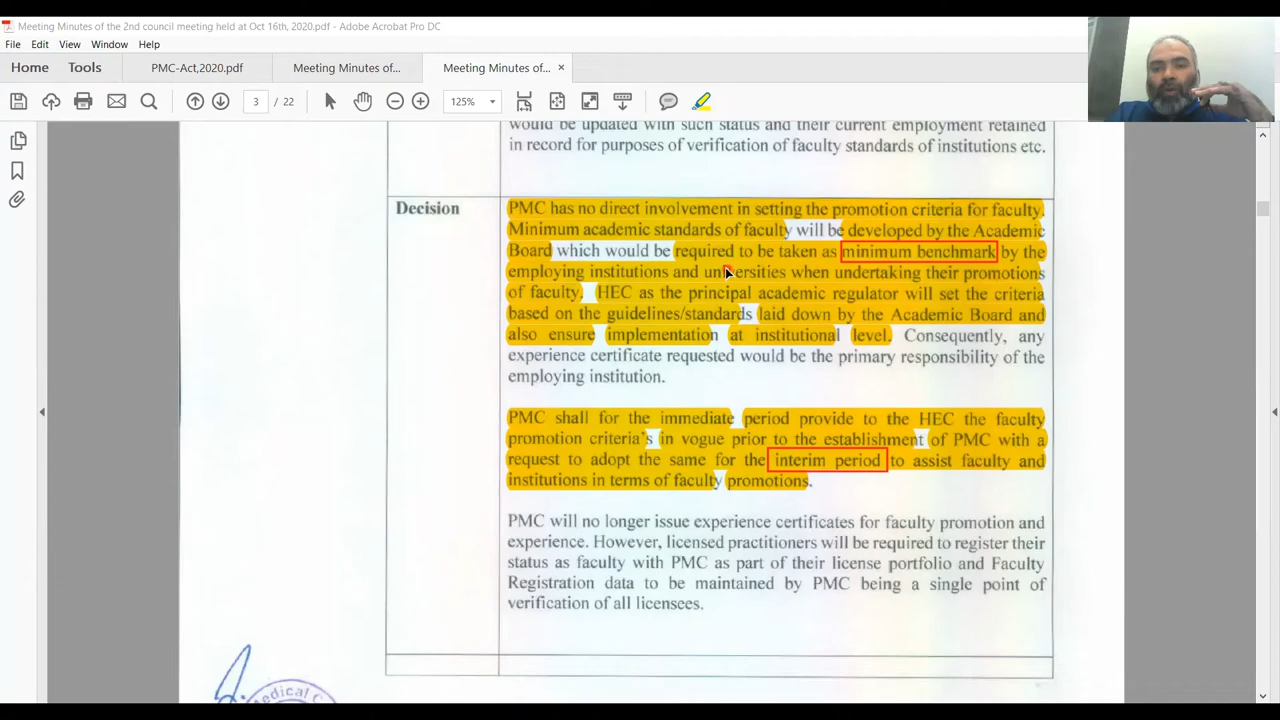 Meeting Minutes of the 2nd council meeting held at Oct 16th, 2020.pdf - Adobe Acrobat Pro DC
File Edit View Window Help
Home Tools PMC-Act,2020.pdf Meeting Minutes of... Meeting Minutes of... ×
3 / 22 125%
would be updated with such status and their current employment retained
in record for purposes of verification of faculty standards of institutions etc.
Decision
PMC has no direct involvement in setting the promotion criteria for faculty.
Minimum academic standards of faculty will be developed by the Academic
Board which would be required to be taken as minimum benchmark by the
employing institutions and universities when undertaking their promotions
of faculty. HEC as the principal academic regulator will set the criteria
based on the guidelines/standards laid down by the Academic Board and
also ensure implementation at institutional level. Consequently, any
experience certificate requested would be the primary responsibility of the
employing institution.
PMC shall for the immediate period provide to the HEC the faculty
promotion criteria's in vogue prior to the establishment of PMC with a
request to adopt the same for the interim period to assist faculty and
institutions in terms of faculty promotions.
PMC will no longer issue experience certificates for faculty promotion and
experience. However, licensed practitioners will be required to register their
status as faculty with PMC as part of their license portfolio and Faculty
Registration data to be maintained by PMC being a single point of
verification of all licensees.
Medical